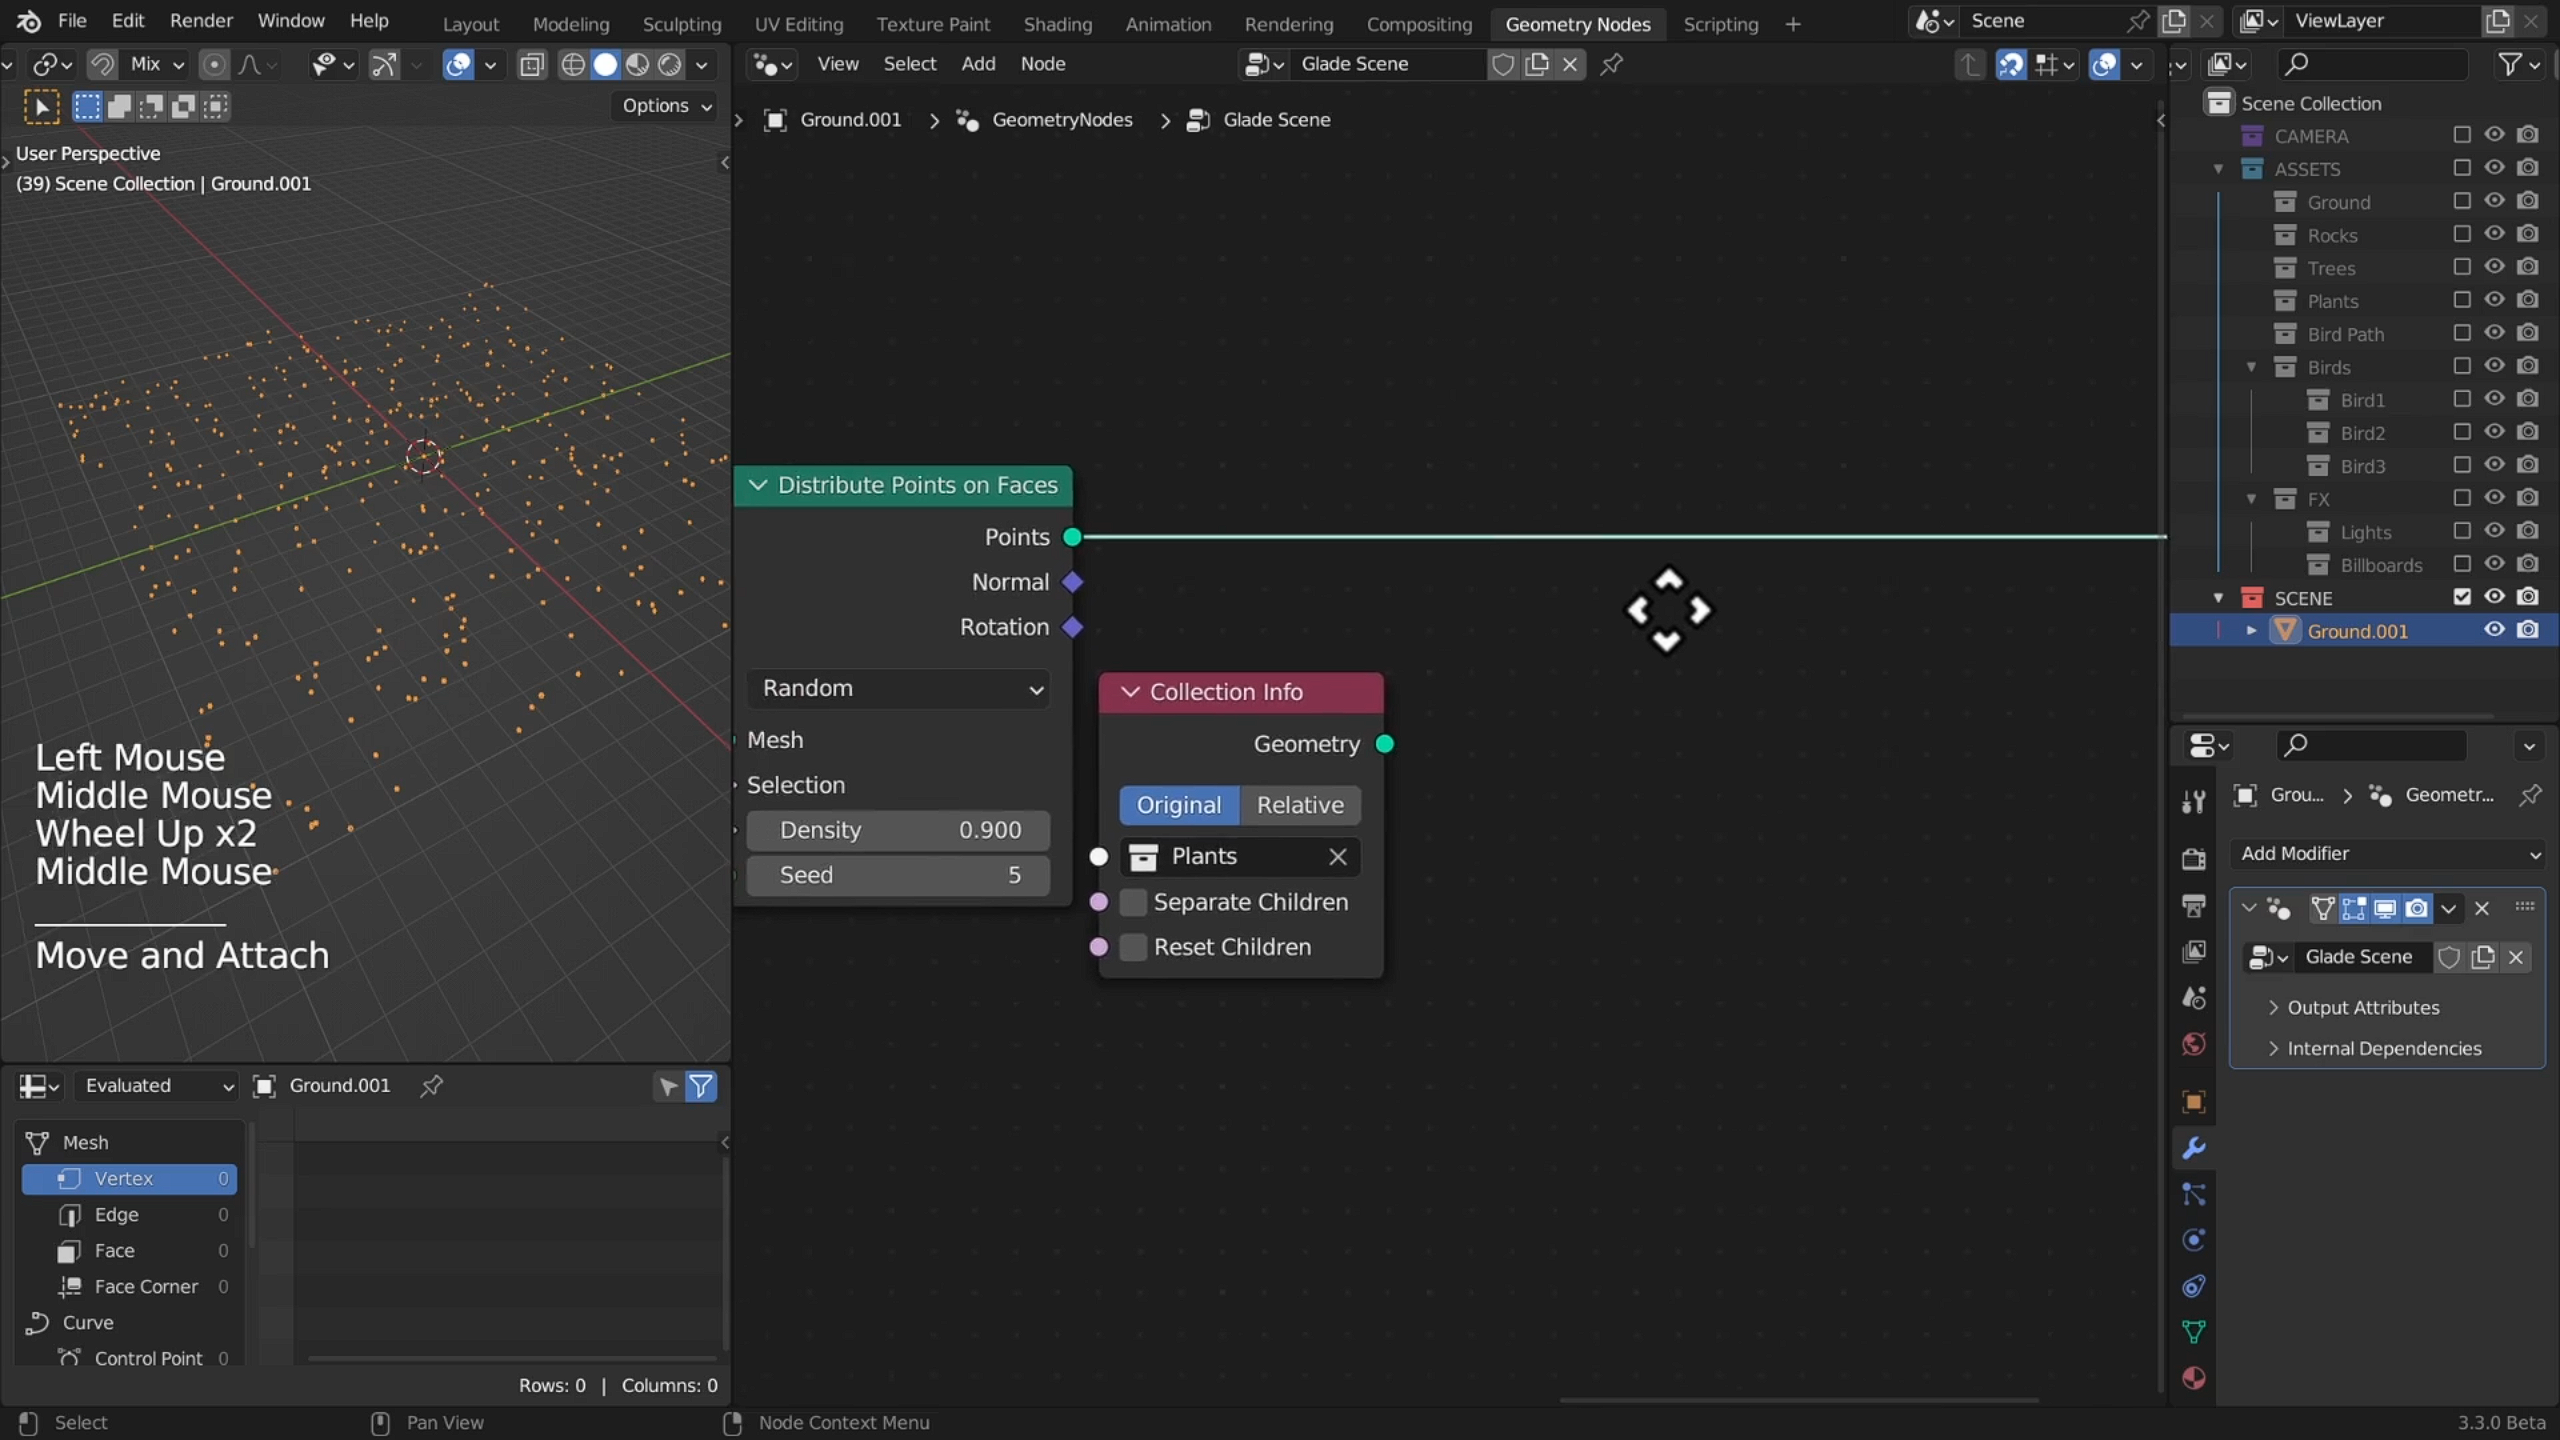 File Edit Render Window Help Layout Modeling Sculpting UV Editing Texture Paint Shading Animation Rendering Compositing Geometry Nodes Scripting Scene ViewLayer
Mix
View Select Add Node Glade Scene
Options
Ground.001 GeometryNodes Glade Scene
User Perspective
(39) Scene Collection | Ground.001
Left Mouse
Middle Mouse
Wheel Up x2
Middle Mouse
Move and Attach
Distribute Points on Faces
Points
Normal
Rotation
Random
Mesh
Selection
Density 0.900
Seed 5
Collection Info
Geometry
Original Relative
Plants
Separate Children
Reset Children
Scene Collection
CAMERA
ASSETS
Ground
Rocks
Trees
Plants
Bird Path
Birds
Bird1
Bird2
Bird3
FX
Lights
Billboards
SCENE
Ground.001
Grou... Geometr...
Add Modifier
Glade Scene
Output Attributes
Internal Dependencies
Evaluated Ground.001
Mesh
Vertex 0
Edge 0
Face 0
Face Corner 0
Curve
Control Point 0
Rows: 0 | Columns: 0
Select Pan View Node Context Menu 3.3.0 Beta